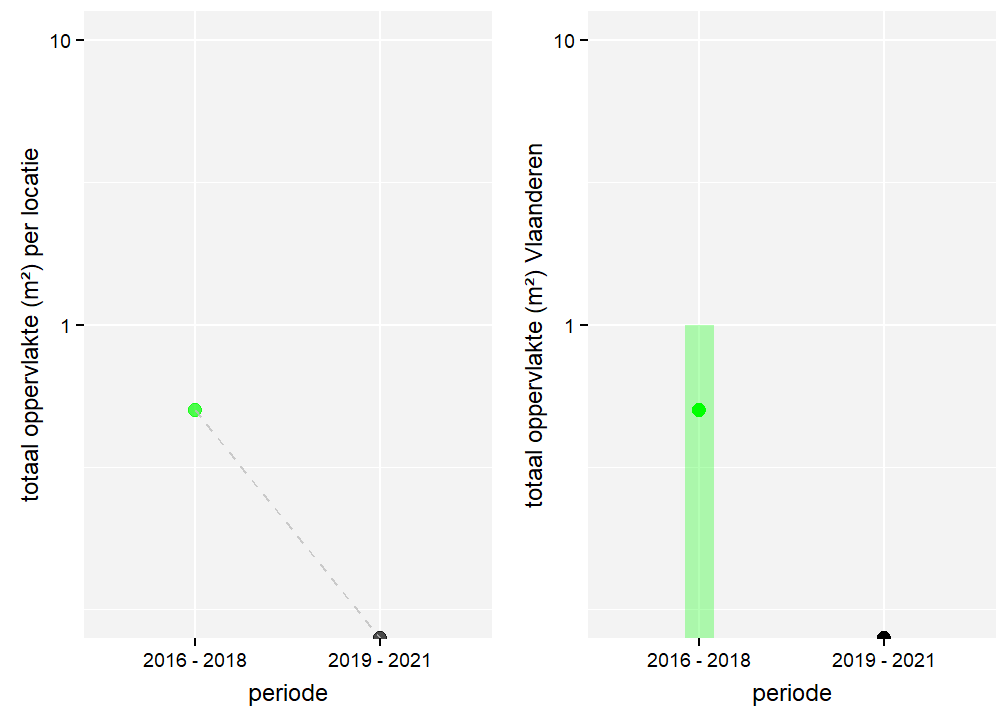 totaal oppervlakte (m²) per locatie
10
1
2016 - 2018
2019 - 2021
periode
totaal oppervlakte (m²) Vlaanderen
10
1
2016 - 2018
2019 - 2021
periode